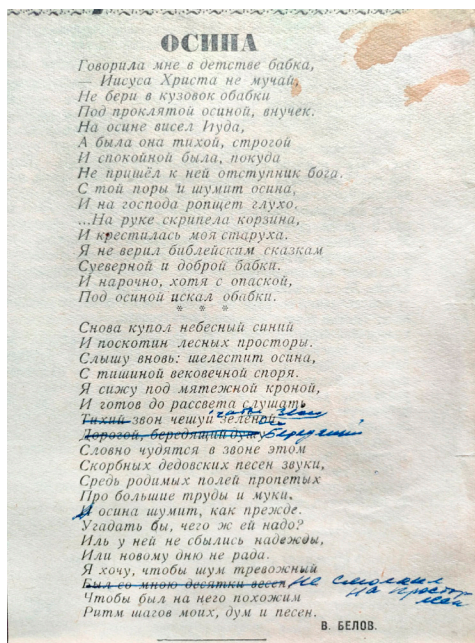 ОСИНА
Говорила мне в детстве бабка,
— Иисуса Христа не мучай,
Не бери в кузовок обабки
Под проклятой осиной, внучек.
На осине висел Иуда,
А была она тихой, строгой
И спокойной была, покуда
Не пришёл к ней отступник бога.
С той поры и шумит осина,
И на господа ропщет глухо.
...На руке скрипела корзина,
И крестилась моя старуха.
Я не верил библейским сказкам
Суеверной и доброй бабки.
И нарочно, хотя с опаской,
Под осиной искал обабки.
* * *
Снова купол небесный синий
И поскотин лесных просторы.
Слышу вновь: шелестит осина,
С тишиной вековечной споря.
Я сижу под мятежной кроной,
И готов до рассвета слушать
Тихий звон чешуи зелёной
Дорогой, бередящий душу
Словно чудятся в звоне этом
Скорбных дедовских песен звуки,
Средь родимых полей пропетых
Про большие труды и муки.
И осина шумит, как прежде.
Угадать бы, чего ж ей надо?
Иль у ней не сбылись надежды,
Или новому дню не рада.
Я хочу, чтобы шум тревожный
Был со мною десятки весен, не смолкал
на простор
Чтобы был на него похожим
Ритм шагов моих, дум и песен.
В. БЕЛОВ.